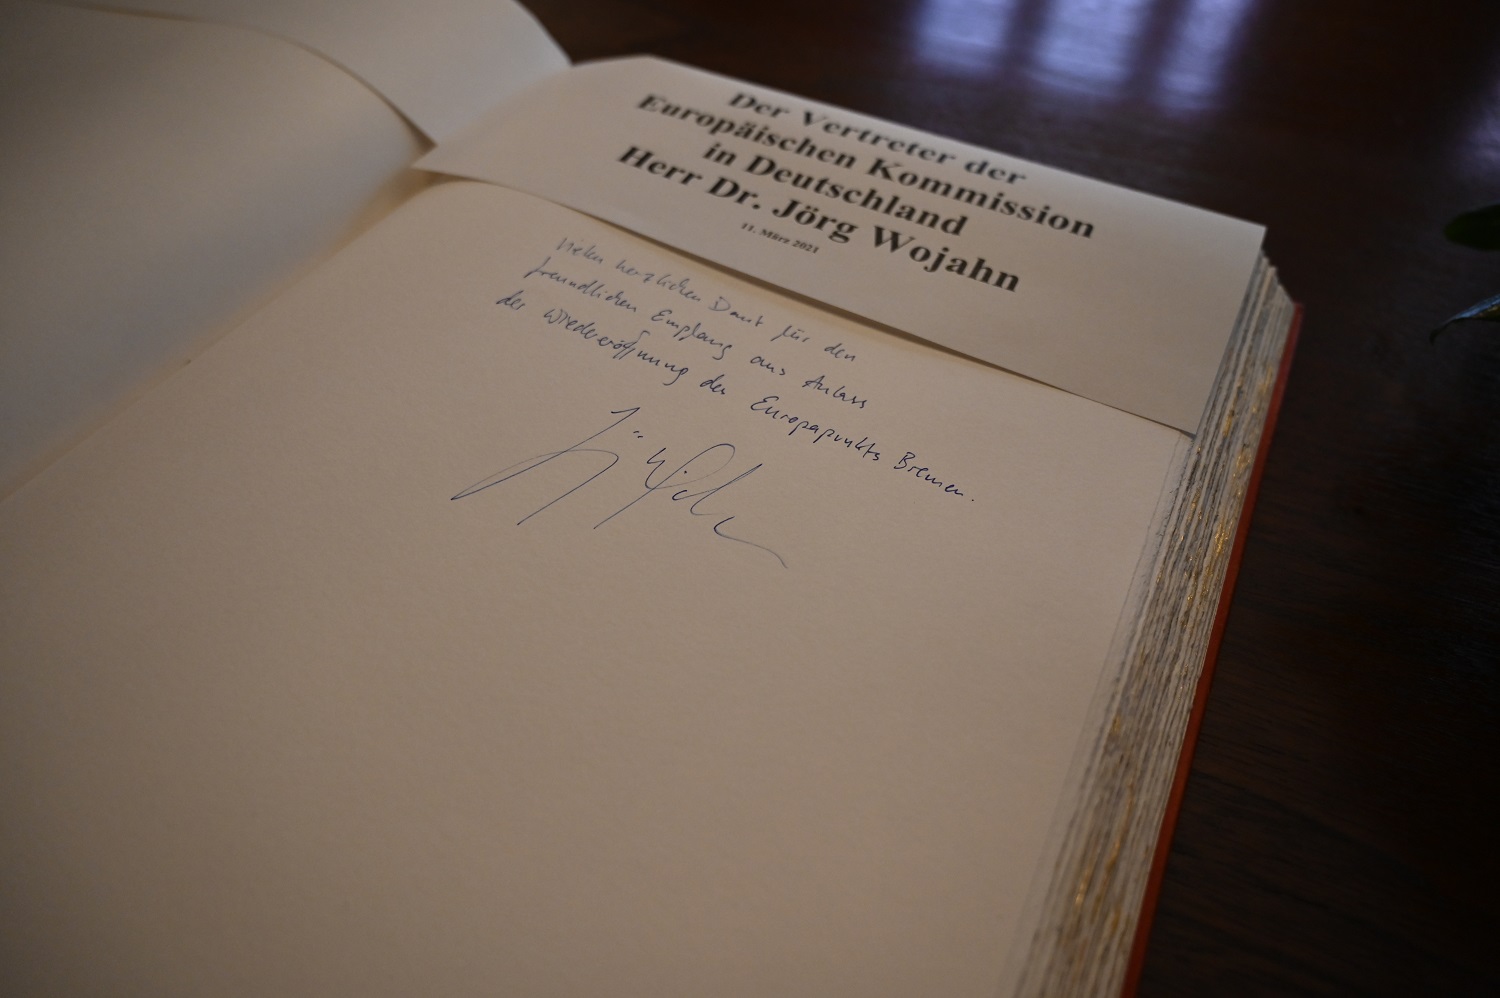 Der Vertreter der
Europäischen Kommission
in Deutschland
Herr Dr. Jörg Wojahn
11. März 2021
Vielen herzlichen Dank für den
freundlichen Empfang aus Anlass
der Wiedereröffnung des Europapunkts Bremen.